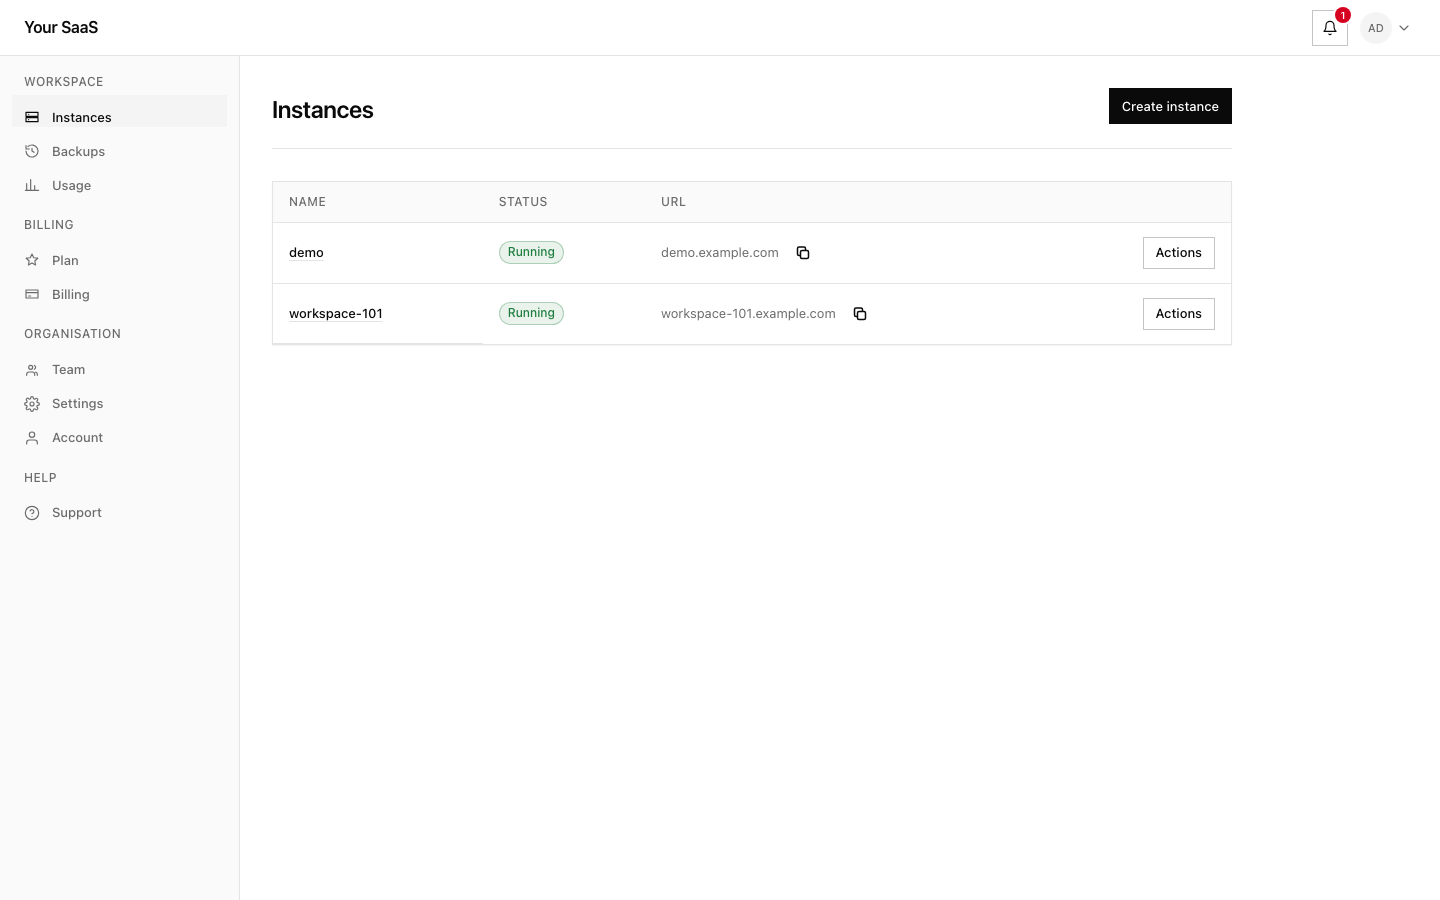 Your SaaS
1
AD
WORKSPACE
Instances
Backups
Usage
BILLING
Plan
Billing
ORGANISATION
Team
Settings
Account
HELP
Support
Instances
Create instance
NAME STATUS URL
demo Running demo.example.com Actions
workspace-101 Running workspace-101.example.com Actions